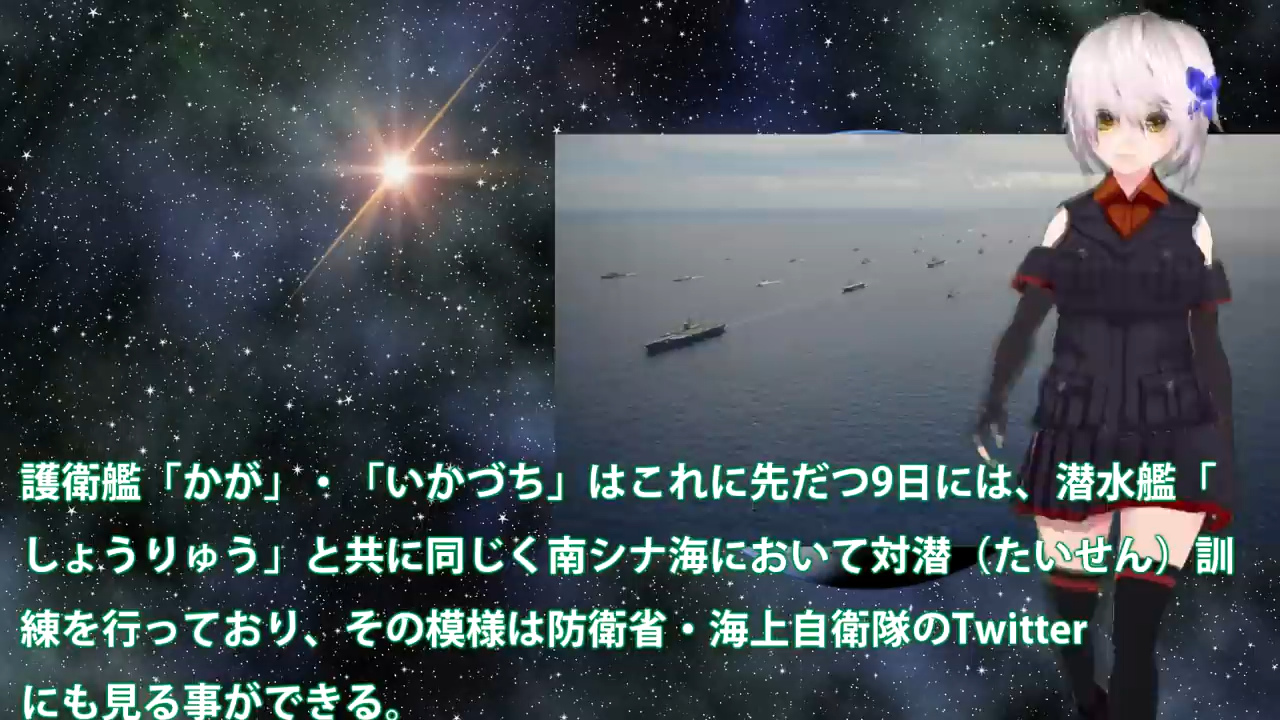 護衛艦「かが」・「いかづち」はこれに先だつ9日には、潜水艦「
しょうりゅう」と共に同じく南シナ海において対潜（たいせん）訓
練を行っており、その模様は防衛省・海上自衛隊のTwitter
にも見る事ができる。